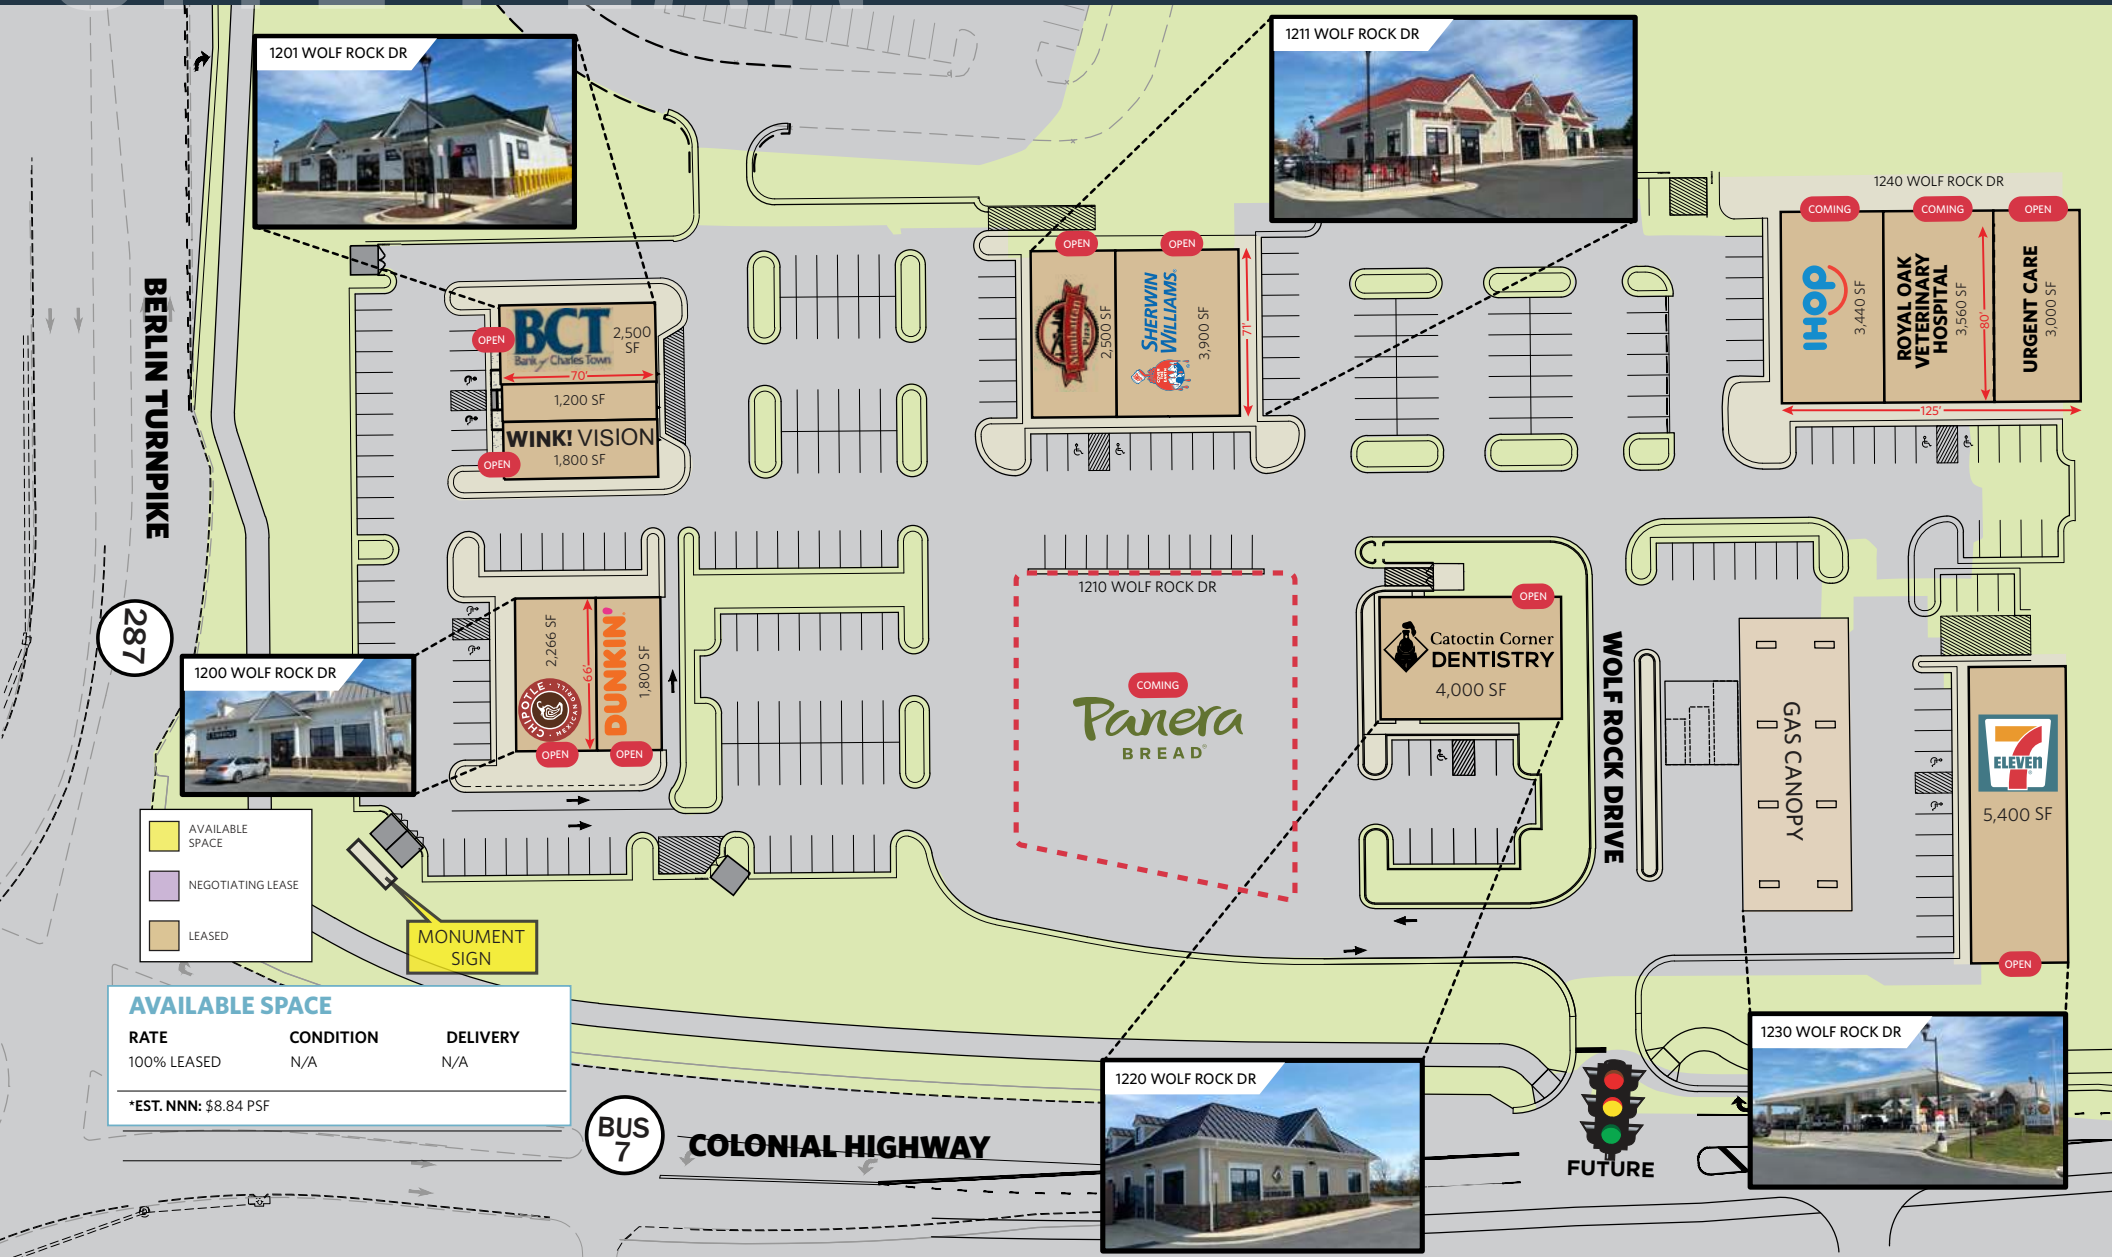 1201 WOLF ROCK DR
1211 WOLF ROCK DR
1240 WOLF ROCK DR
COMING
COMING
OPEN
IHOP
3,440 SF
ROYAL OAK
VETERINARY
HOSPITAL
3,560 SF
80'
URGENT CARE
3,000 SF
125'
OPEN
OPEN
Manhattan
Pizza
2,500 SF
SHERWIN
WILLIAMS.
3,900 SF
71'
OPEN
BCT
Bank of Charles Town
2,500
SF
70'
1,200 SF
WINK! VISION
1,800 SF
OPEN
BERLIN TURNPIKE
287
1200 WOLF ROCK DR
2,266 SF
CHIPOTLE
MEXICAN GRILL
66'
DUNKIN'
1,800 SF
OPEN
OPEN
1210 WOLF ROCK DR
COMING
Panera
BREAD®
OPEN
Catoctin Corner
DENTISTRY
4,000 SF
WOLF ROCK DRIVE
GAS CANOPY
7
ELEVEN
5,400 SF
OPEN
AVAILABLE
SPACE
NEGOTIATING LEASE
LEASED
MONUMENT
SIGN
AVAILABLE SPACE
RATE CONDITION DELIVERY
100% LEASED N/A N/A
*EST. NNN: $8.84 PSF
BUS
7
COLONIAL HIGHWAY
1220 WOLF ROCK DR
FUTURE
1230 WOLF ROCK DR